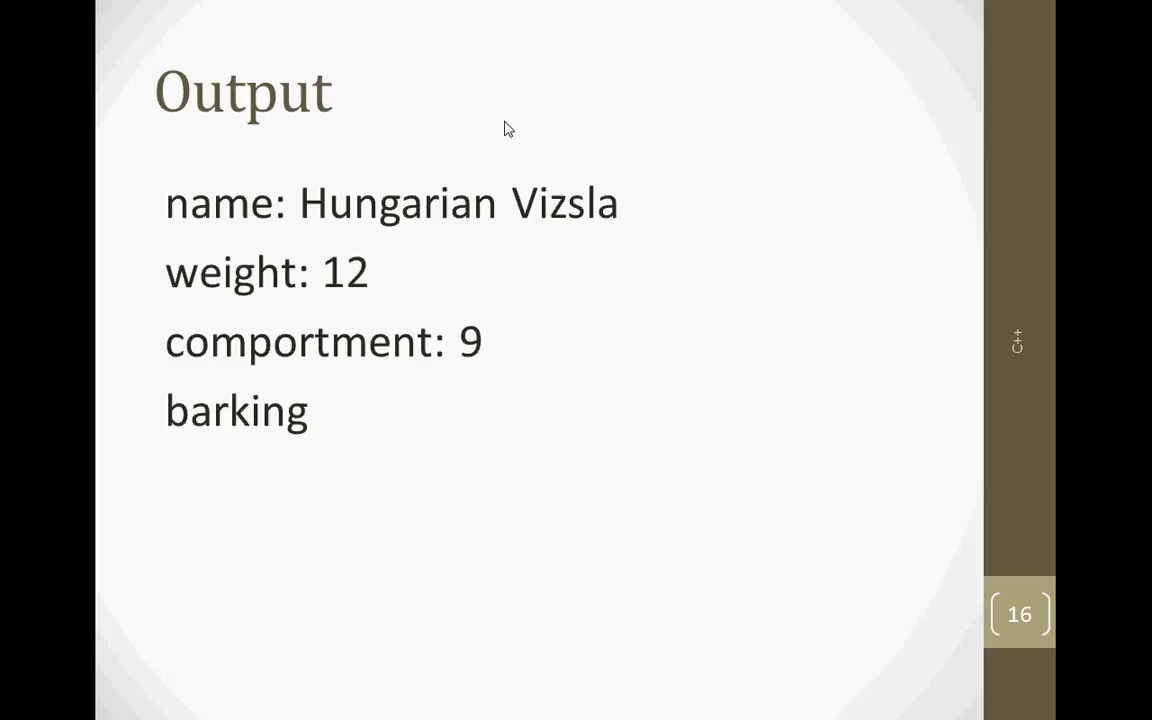 Output
name: Hungarian Vizsla
weight: 12
comportment: 9
barking
C++
16